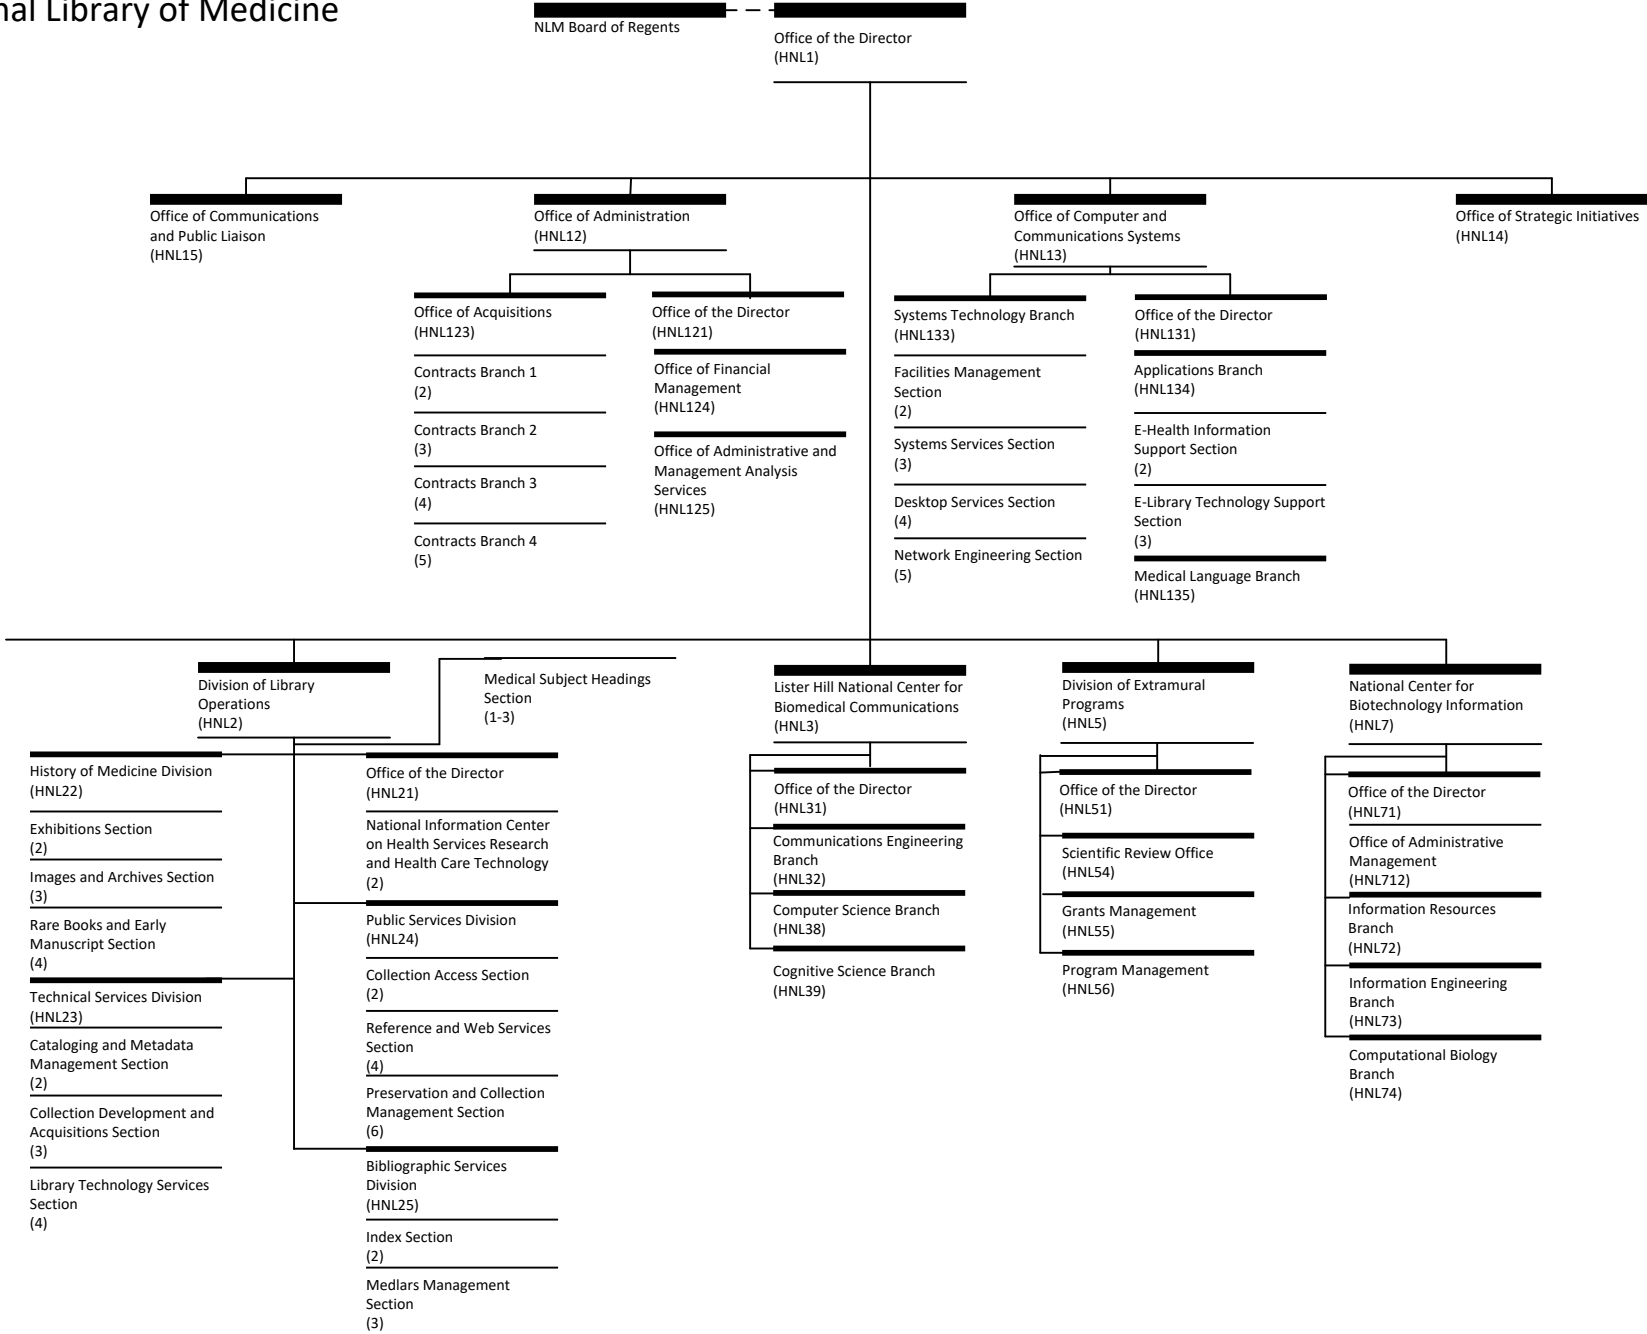 Library of Medicine
NLM Board of Regents
Office of the Director
(HNL1)
Office of Communications
and Public Liaison
(HNL15)
Office of Administration
(HNL12)
Office of Acquisitions
(HNL123)
Contracts Branch 1
(2)
Contracts Branch 2
(3)
Contracts Branch 3
(4)
Contracts Branch 4
(5)
Office of the Director
(HNL121)
Office of Financial
Management
(HNL124)
Office of Administrative and
Management Analysis
Services
(HNL125)
Office of Computer and
Communications Systems
(HNL13)
Systems Technology Branch
(HNL133)
Facilities Management
Section
(2)
Systems Services Section
(3)
Desktop Services Section
(4)
Network Engineering Section
(5)
Office of the Director
(HNL131)
Applications Branch
(HNL134)
E-Health Information
Support Section
(2)
E-Library Technology Support
Section
(3)
Medical Language Branch
(HNL135)
Office of Strategic Initiatives
(HNL14)
Division of Library
Operations
(HNL2)
Medical Subject Headings
Section
(1-3)
History of Medicine Division
(HNL22)
Exhibitions Section
(2)
Images and Archives Section
(3)
Rare Books and Early
Manuscript Section
(4)
Technical Services Division
(HNL23)
Cataloging and Metadata
Management Section
(2)
Collection Development and
Acquisitions Section
(3)
Library Technology Services
Section
(4)
Office of the Director
(HNL21)
National Information Center
on Health Services Research
and Health Care Technology
(2)
Public Services Division
(HNL24)
Collection Access Section
(2)
Reference and Web Services
Section
(4)
Preservation and Collection
Management Section
(6)
Bibliographic Services
Division
(HNL25)
Index Section
(2)
Medlars Management
Section
(3)
Lister Hill National Center for
Biomedical Communications
(HNL3)
Office of the Director
(HNL31)
Communications Engineering
Branch
(HNL32)
Computer Science Branch
(HNL38)
Cognitive Science Branch
(HNL39)
Division of Extramural
Programs
(HNL5)
Office of the Director
(HNL51)
Scientific Review Office
(HNL54)
Grants Management
(HNL55)
Program Management
(HNL56)
National Center for
Biotechnology Information
(HNL7)
Office of the Director
(HNL71)
Office of Administrative
Management
(HNL712)
Information Resources
Branch
(HNL72)
Information Engineering
Branch
(HNL73)
Computational Biology
Branch
(HNL74)